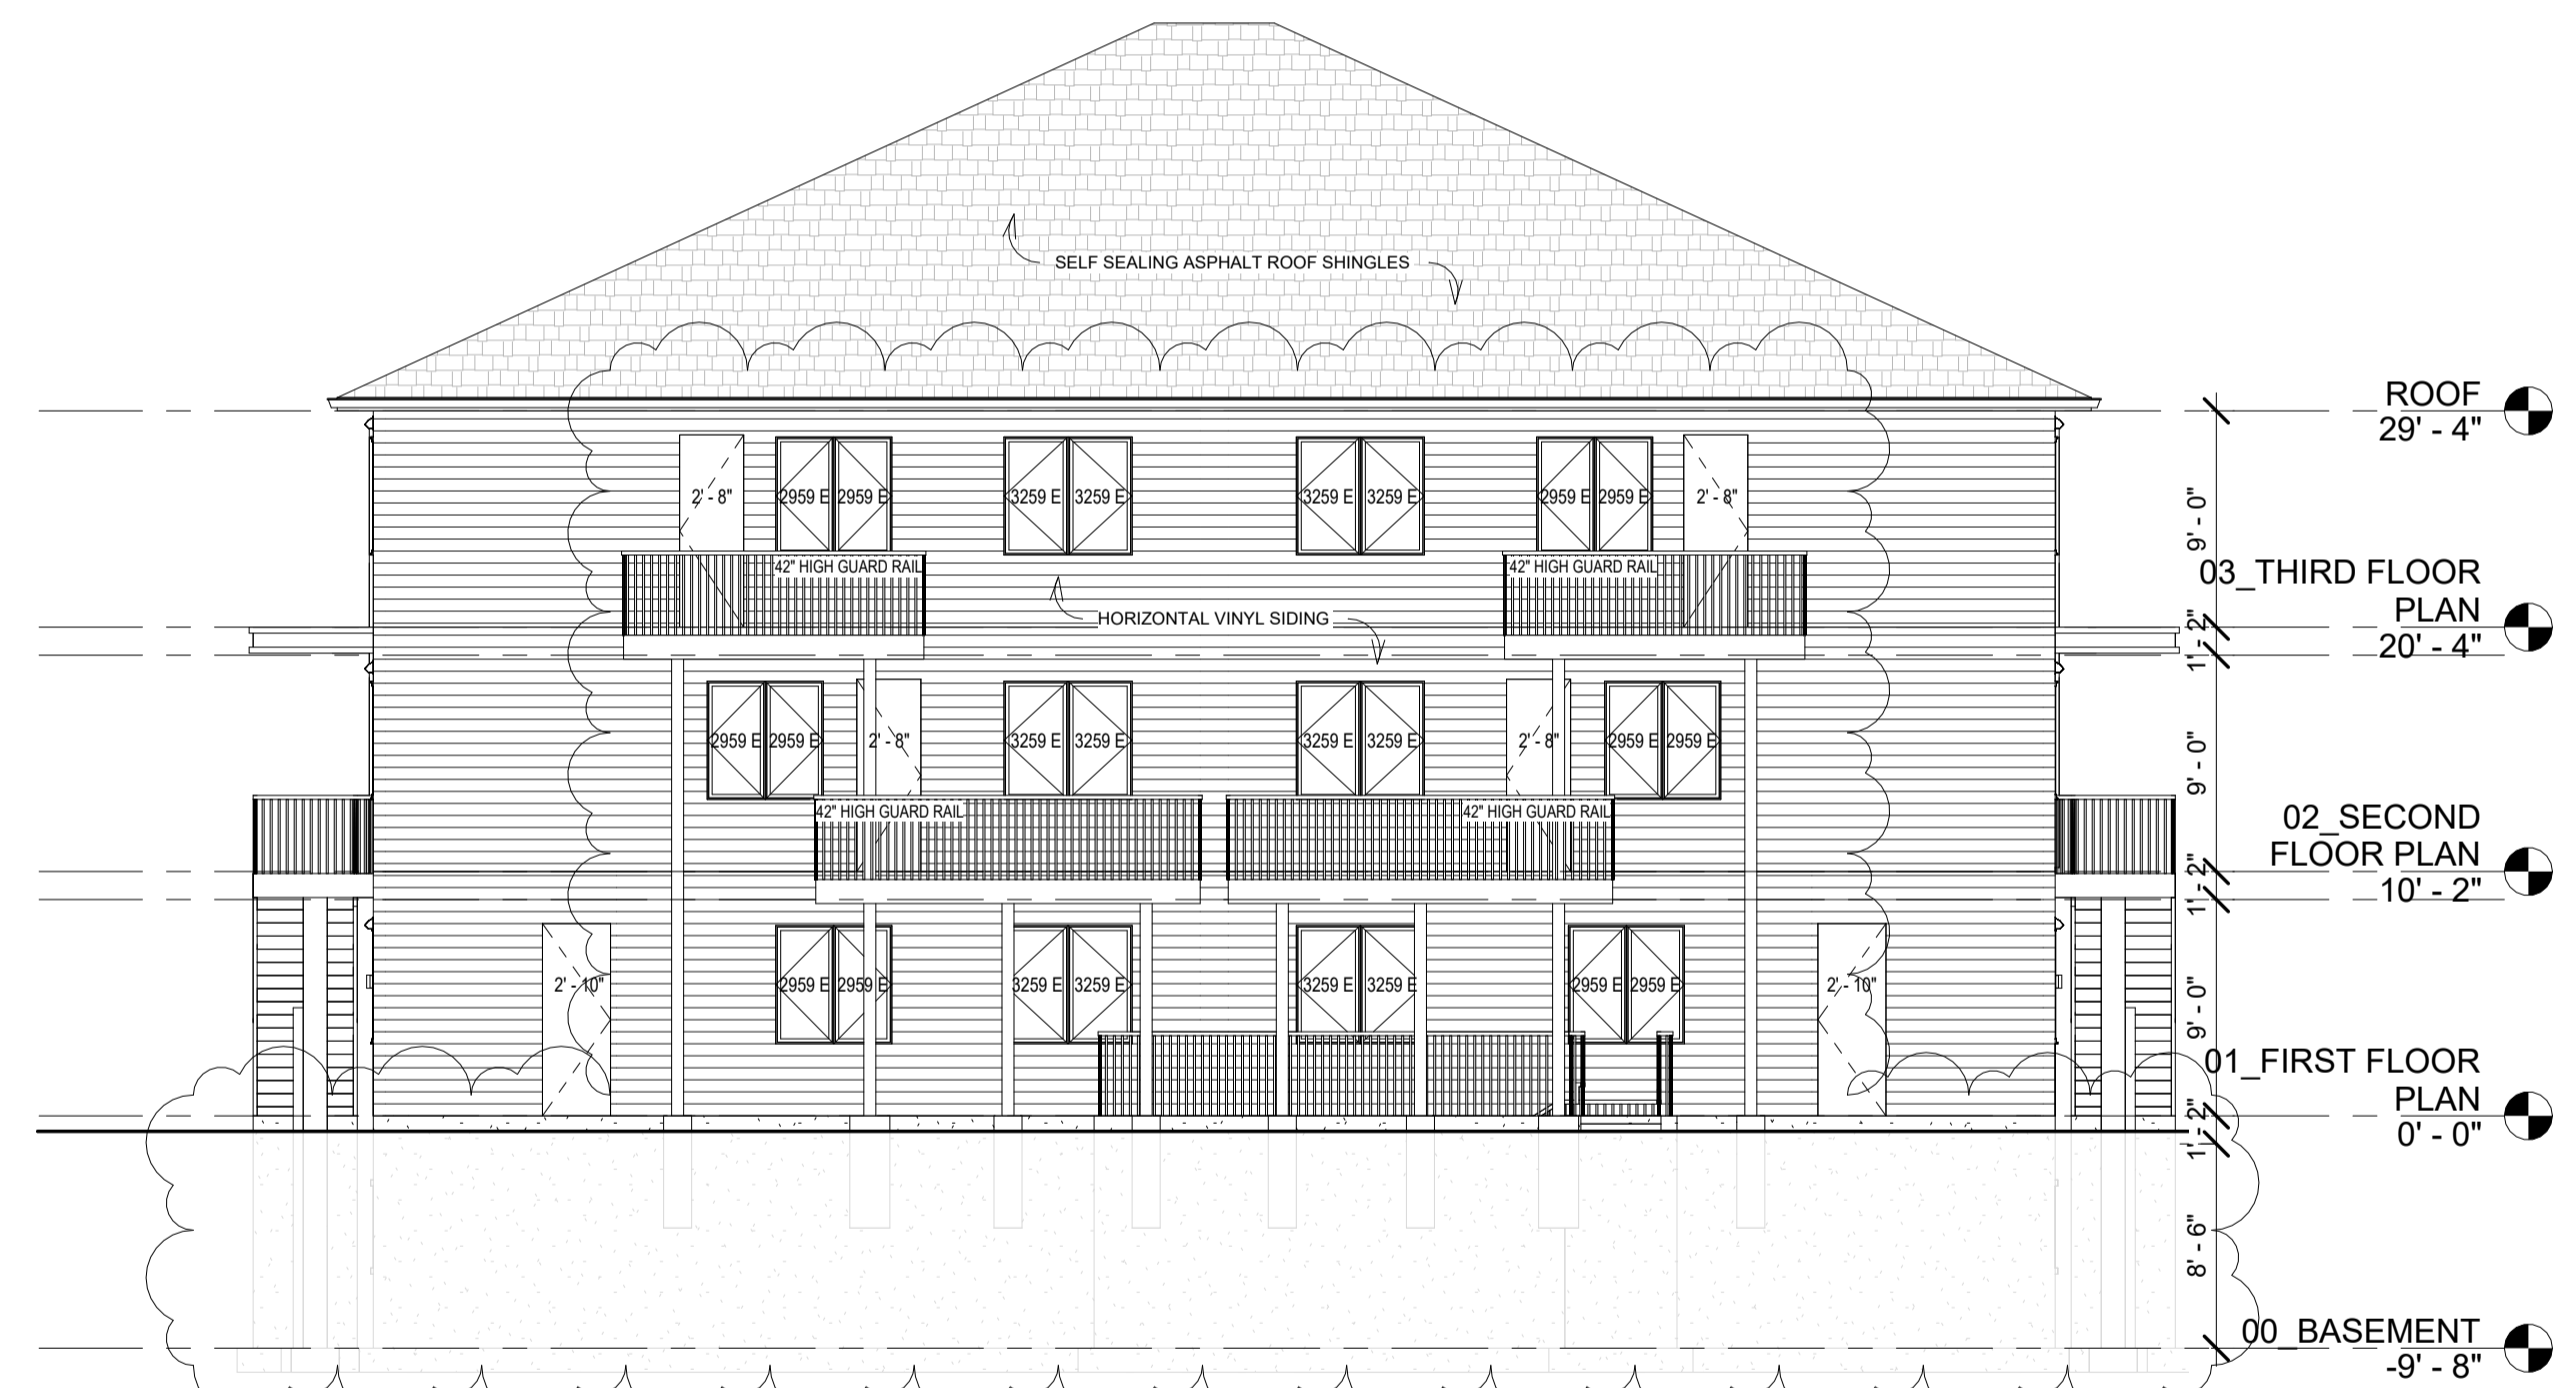 SELF SEALING ASPHALT ROOF SHINGLES
ROOF
29' - 4"
2' - 8"
2959 E 2959 E
3259 E 3259 E
3259 E 3259 E
2959 E 2959 E
2' - 8"
9' - 0"
42" HIGH GUARD RAIL
42" HIGH GUARD RAIL
03_THIRD FLOOR
PLAN
20' - 4"
HORIZONTAL VINYL SIDING
1' - 2"
2959 E 2959 E
2' - 8"
3259 E 3259 E
3259 E 3259 E
2' - 8"
2959 E 2959 E
9' - 0"
42" HIGH GUARD RAIL
42" HIGH GUARD RAIL
02_SECOND
FLOOR PLAN
10' - 2"
1' - 2"
2' - 10"
2959 E 2959 E
3259 E 3259 E
3259 E 3259 E
2959 E 2959 E
2' - 10"
9' - 0"
01_FIRST FLOOR
PLAN
0' - 0"
1' - 2"
8' - 6"
00_BASEMENT
-9' - 8"